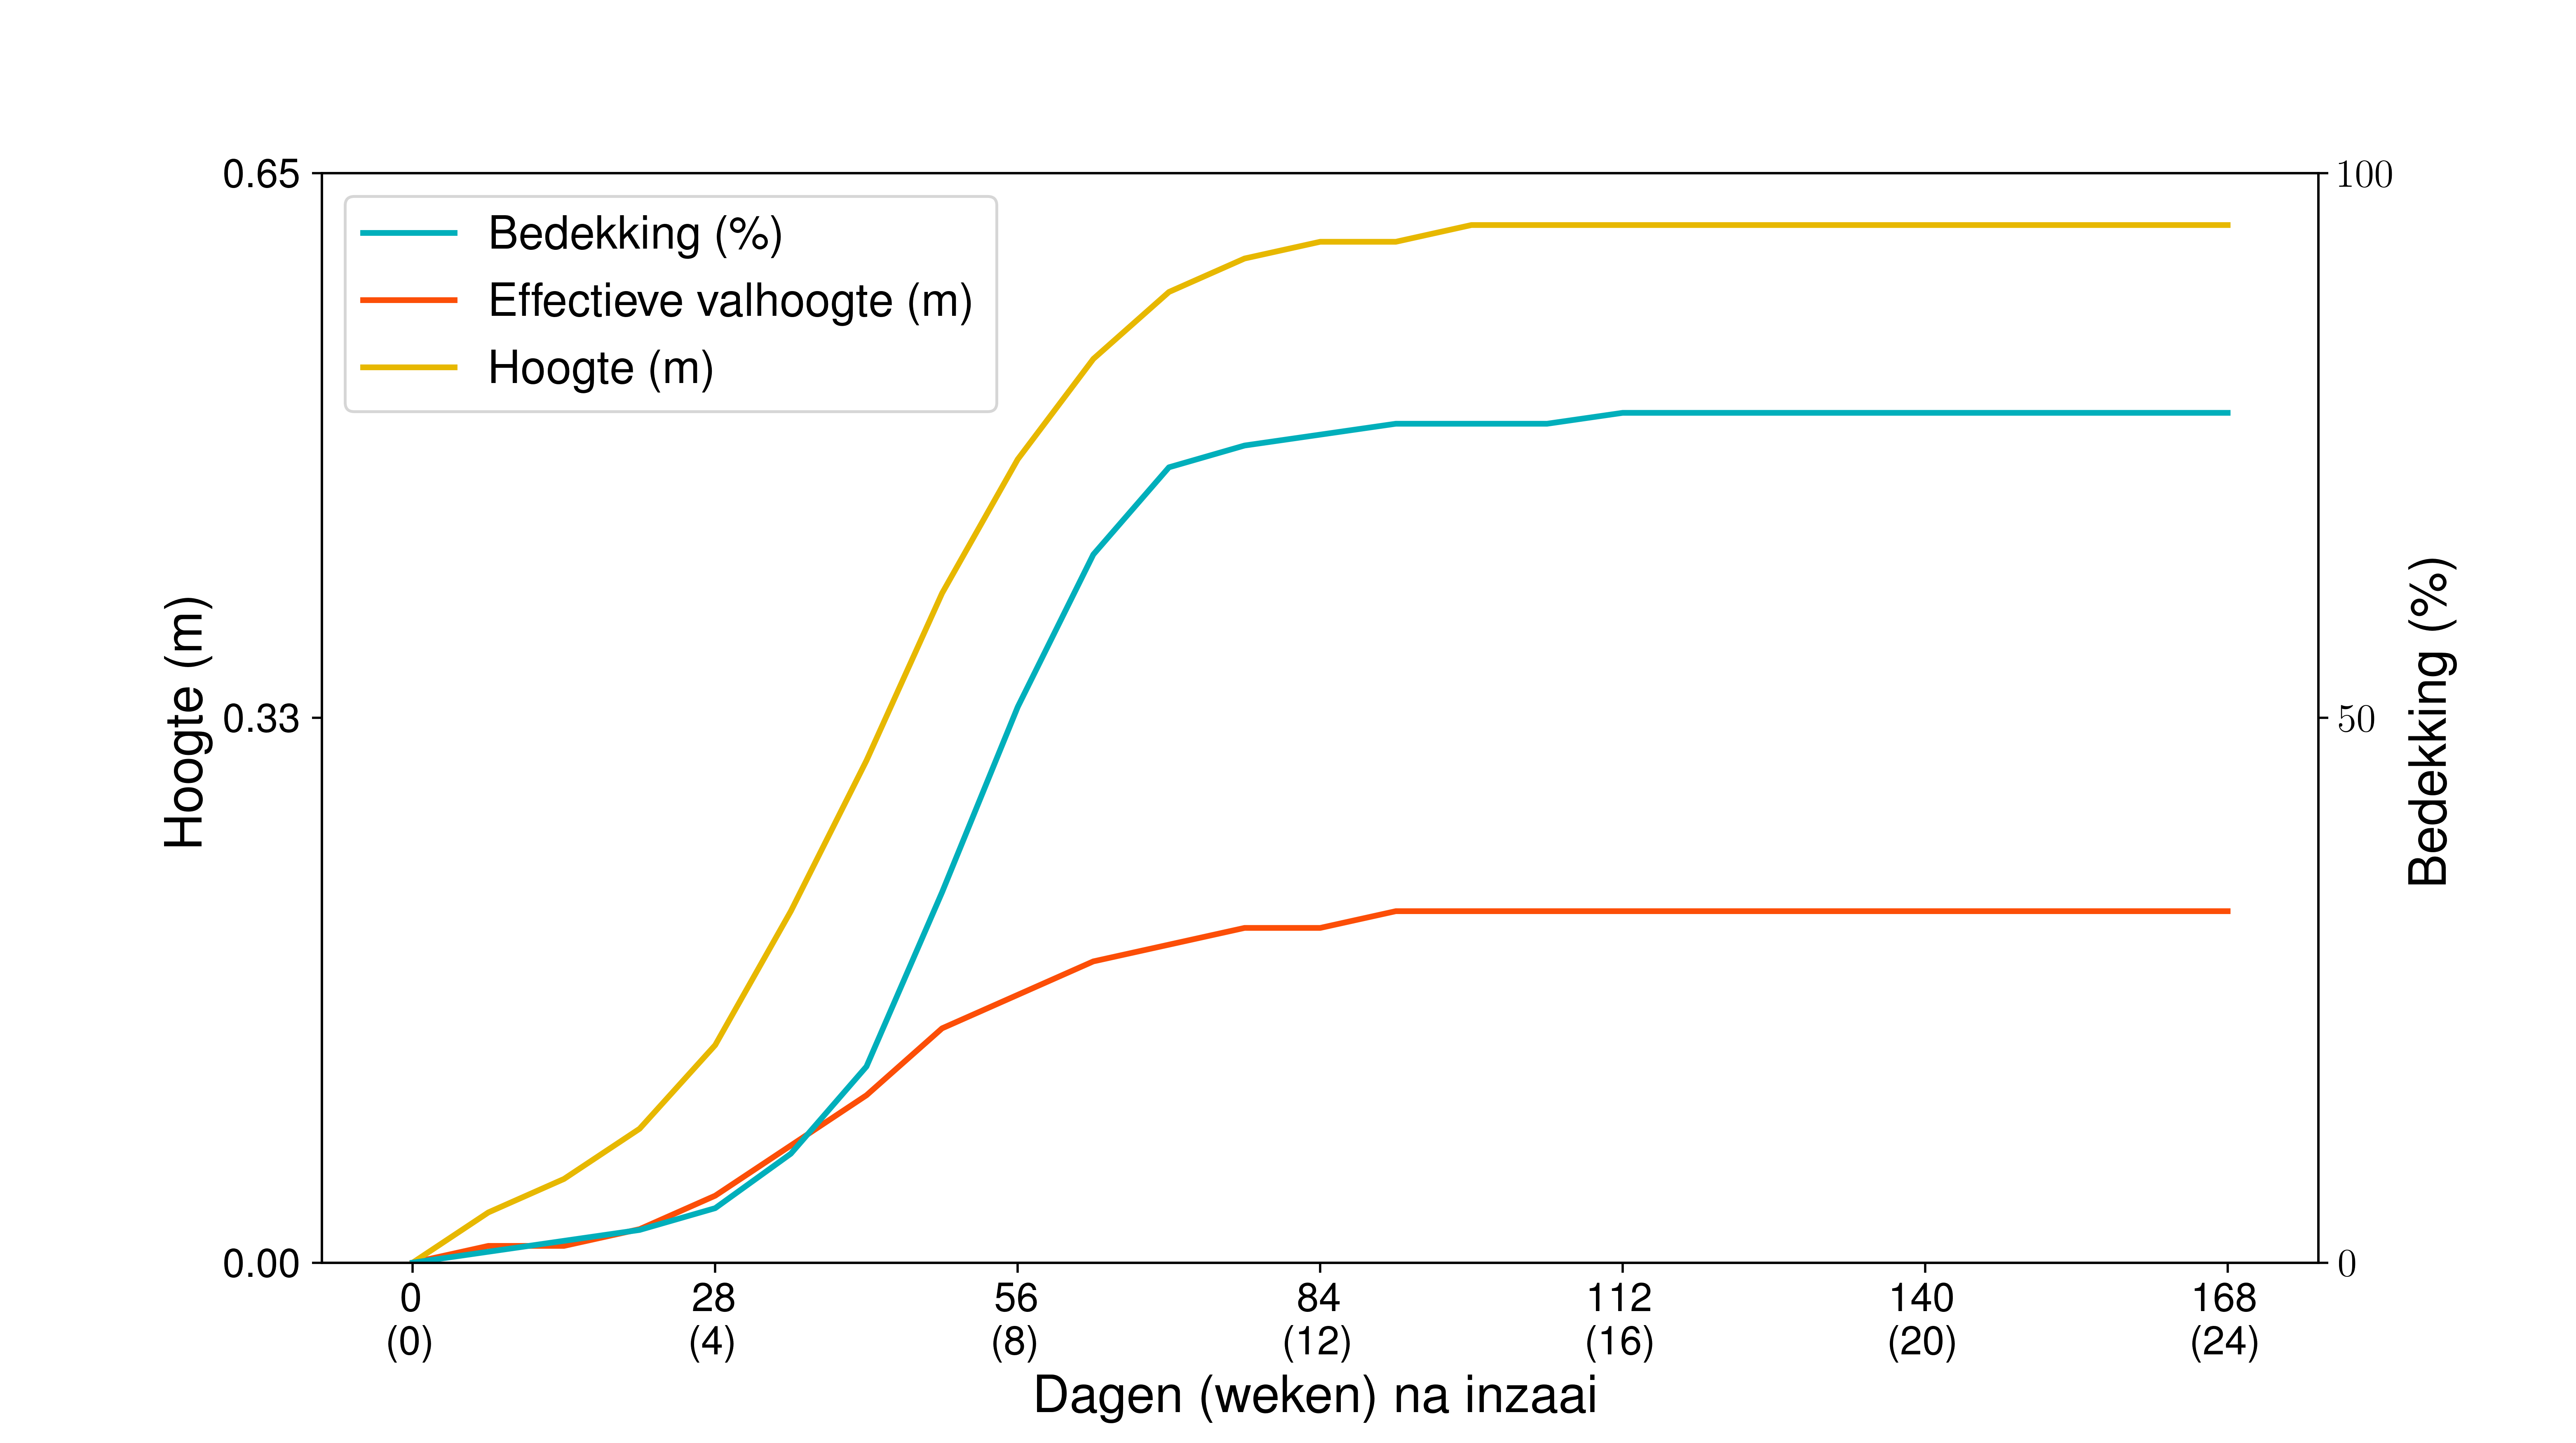 0.65
0.33
0.00
Hoogte (m)
Bedekking (%)
Effectieve valhoogte (m)
Hoogte (m)
100
50
0
Bedekking (%)
0 28 56 84 112 140 168
(0) (4) (8) (12) (16) (20) (24)
Dagen (weken) na inzaai